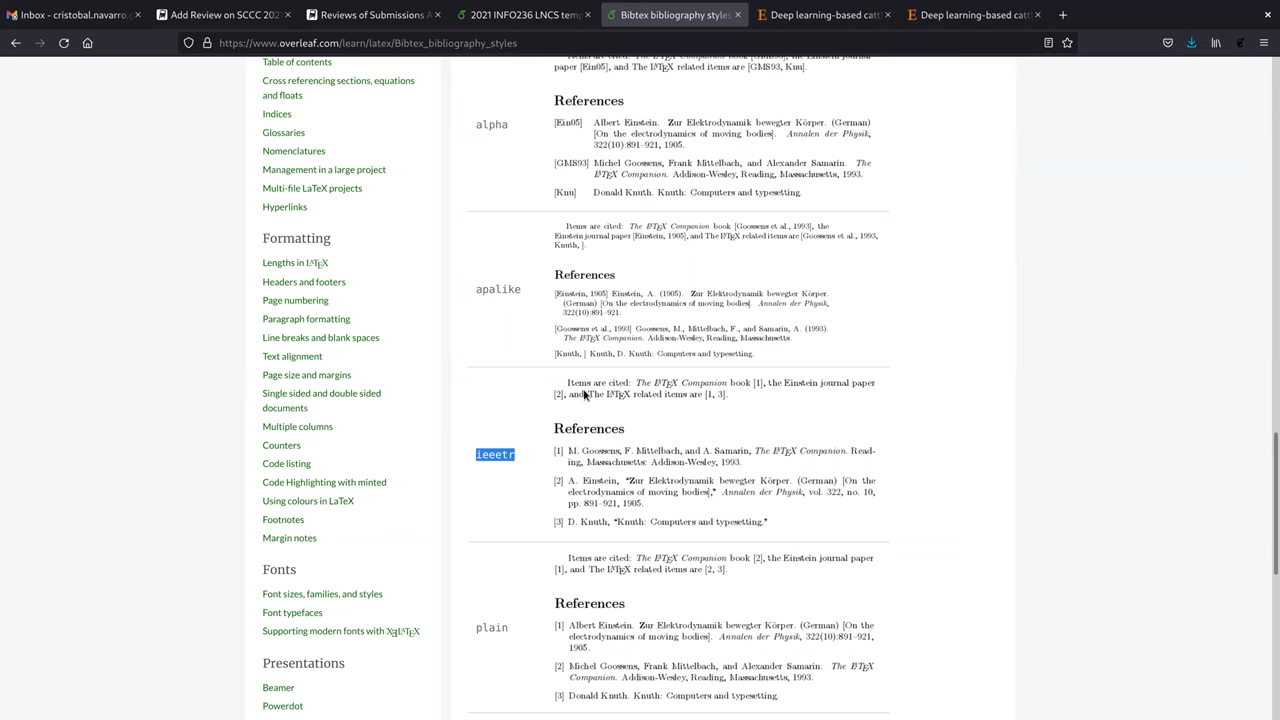 cristobal.navarro.g
Add Review on SCCC 2021
Reviews of Submissions A
2021 INFO236 LNCS tem
Bibtex bibliography styles
Deep learning-based cattl
Deep learning-based cattl
https://www.overleaf.com/learn/latex/Bibtex_bibliography_styles
Table of contents
Cross referencing sections, equations
and floats
Indices
Glossaries
Nomenclatures
Management in a large project
Multi-file LaTeX projects
Hyperlinks
Formatting
Lengths in LATEX
Headers and footers
Page numbering
Paragraph formatting
Line breaks and blank spaces
Text alignment
Page size and margins
Single sided and double sided
documents
Multiple columns
Counters
Code listing
Code Highlighting with minted
Using colours in LaTeX
Footnotes
Margin notes
Fonts
Font sizes, families, and styles
Font typefaces
Supporting modern fonts with XƎLATEX
Presentations
Beamer
Powerdot
paper [Ein05], and The LATEX related items are [GMS93, Knu].
References
alpha
[Ein05] Albert Einstein. Zur Elektrodynamik bewegter Körper. (German)
[On the electrodynamics of moving bodies]. Annalen der Physik,
322(10):891–921, 1905.
[GMS93] Michel Goossens, Frank Mittelbach, and Alexander Samarin. The
LATEX Companion. Addison-Wesley, Reading, Massachusetts, 1993.
[Knu] Donald Knuth. Knuth: Computers and typesetting.
Items are cited: The LATEX Companion book [Goossens et al., 1993], the
Einstein journal paper [Einstein, 1905], and The LATEX related items are [Goossens et al., 1993,
Knuth, ].
References
apalike
[Einstein, 1905] Einstein, A. (1905). Zur Elektrodynamik bewegter Körper.
(German) [On the electrodynamics of moving bodies]. Annalen der Physik,
322(10):891–921.
[Goossens et al., 1993] Goossens, M., Mittelbach, F., and Samarin, A. (1993).
The LATEX Companion. Addison-Wesley, Reading, Massachusetts.
[Knuth, ] Knuth, D. Knuth: Computers and typesetting.
Items are cited: The LATEX Companion book [1], the Einstein journal paper
[2], and The LATEX related items are [1, 3].
References
ieeetr
[1] M. Goossens, F. Mittelbach, and A. Samarin, The LATEX Companion. Read-
ing, Massachusetts: Addison-Wesley, 1993.
[2] A. Einstein, “Zur Elektrodynamik bewegter Körper. (German) [On the
electrodynamics of moving bodies],” Annalen der Physik, vol. 322, no. 10,
pp. 891–921, 1905.
[3] D. Knuth, “Knuth: Computers and typesetting.”
Items are cited: The LATEX Companion book [2], the Einstein journal paper
[1], and The LATEX related items are [2, 3].
References
plain
[1] Albert Einstein. Zur Elektrodynamik bewegter Körper. (German) [On the
electrodynamics of moving bodies]. Annalen der Physik, 322(10):891–921,
1905.
[2] Michel Goossens, Frank Mittelbach, and Alexander Samarin. The LATEX
Companion. Addison-Wesley, Reading, Massachusetts, 1993.
[3] Donald Knuth. Knuth: Computers and typesetting.